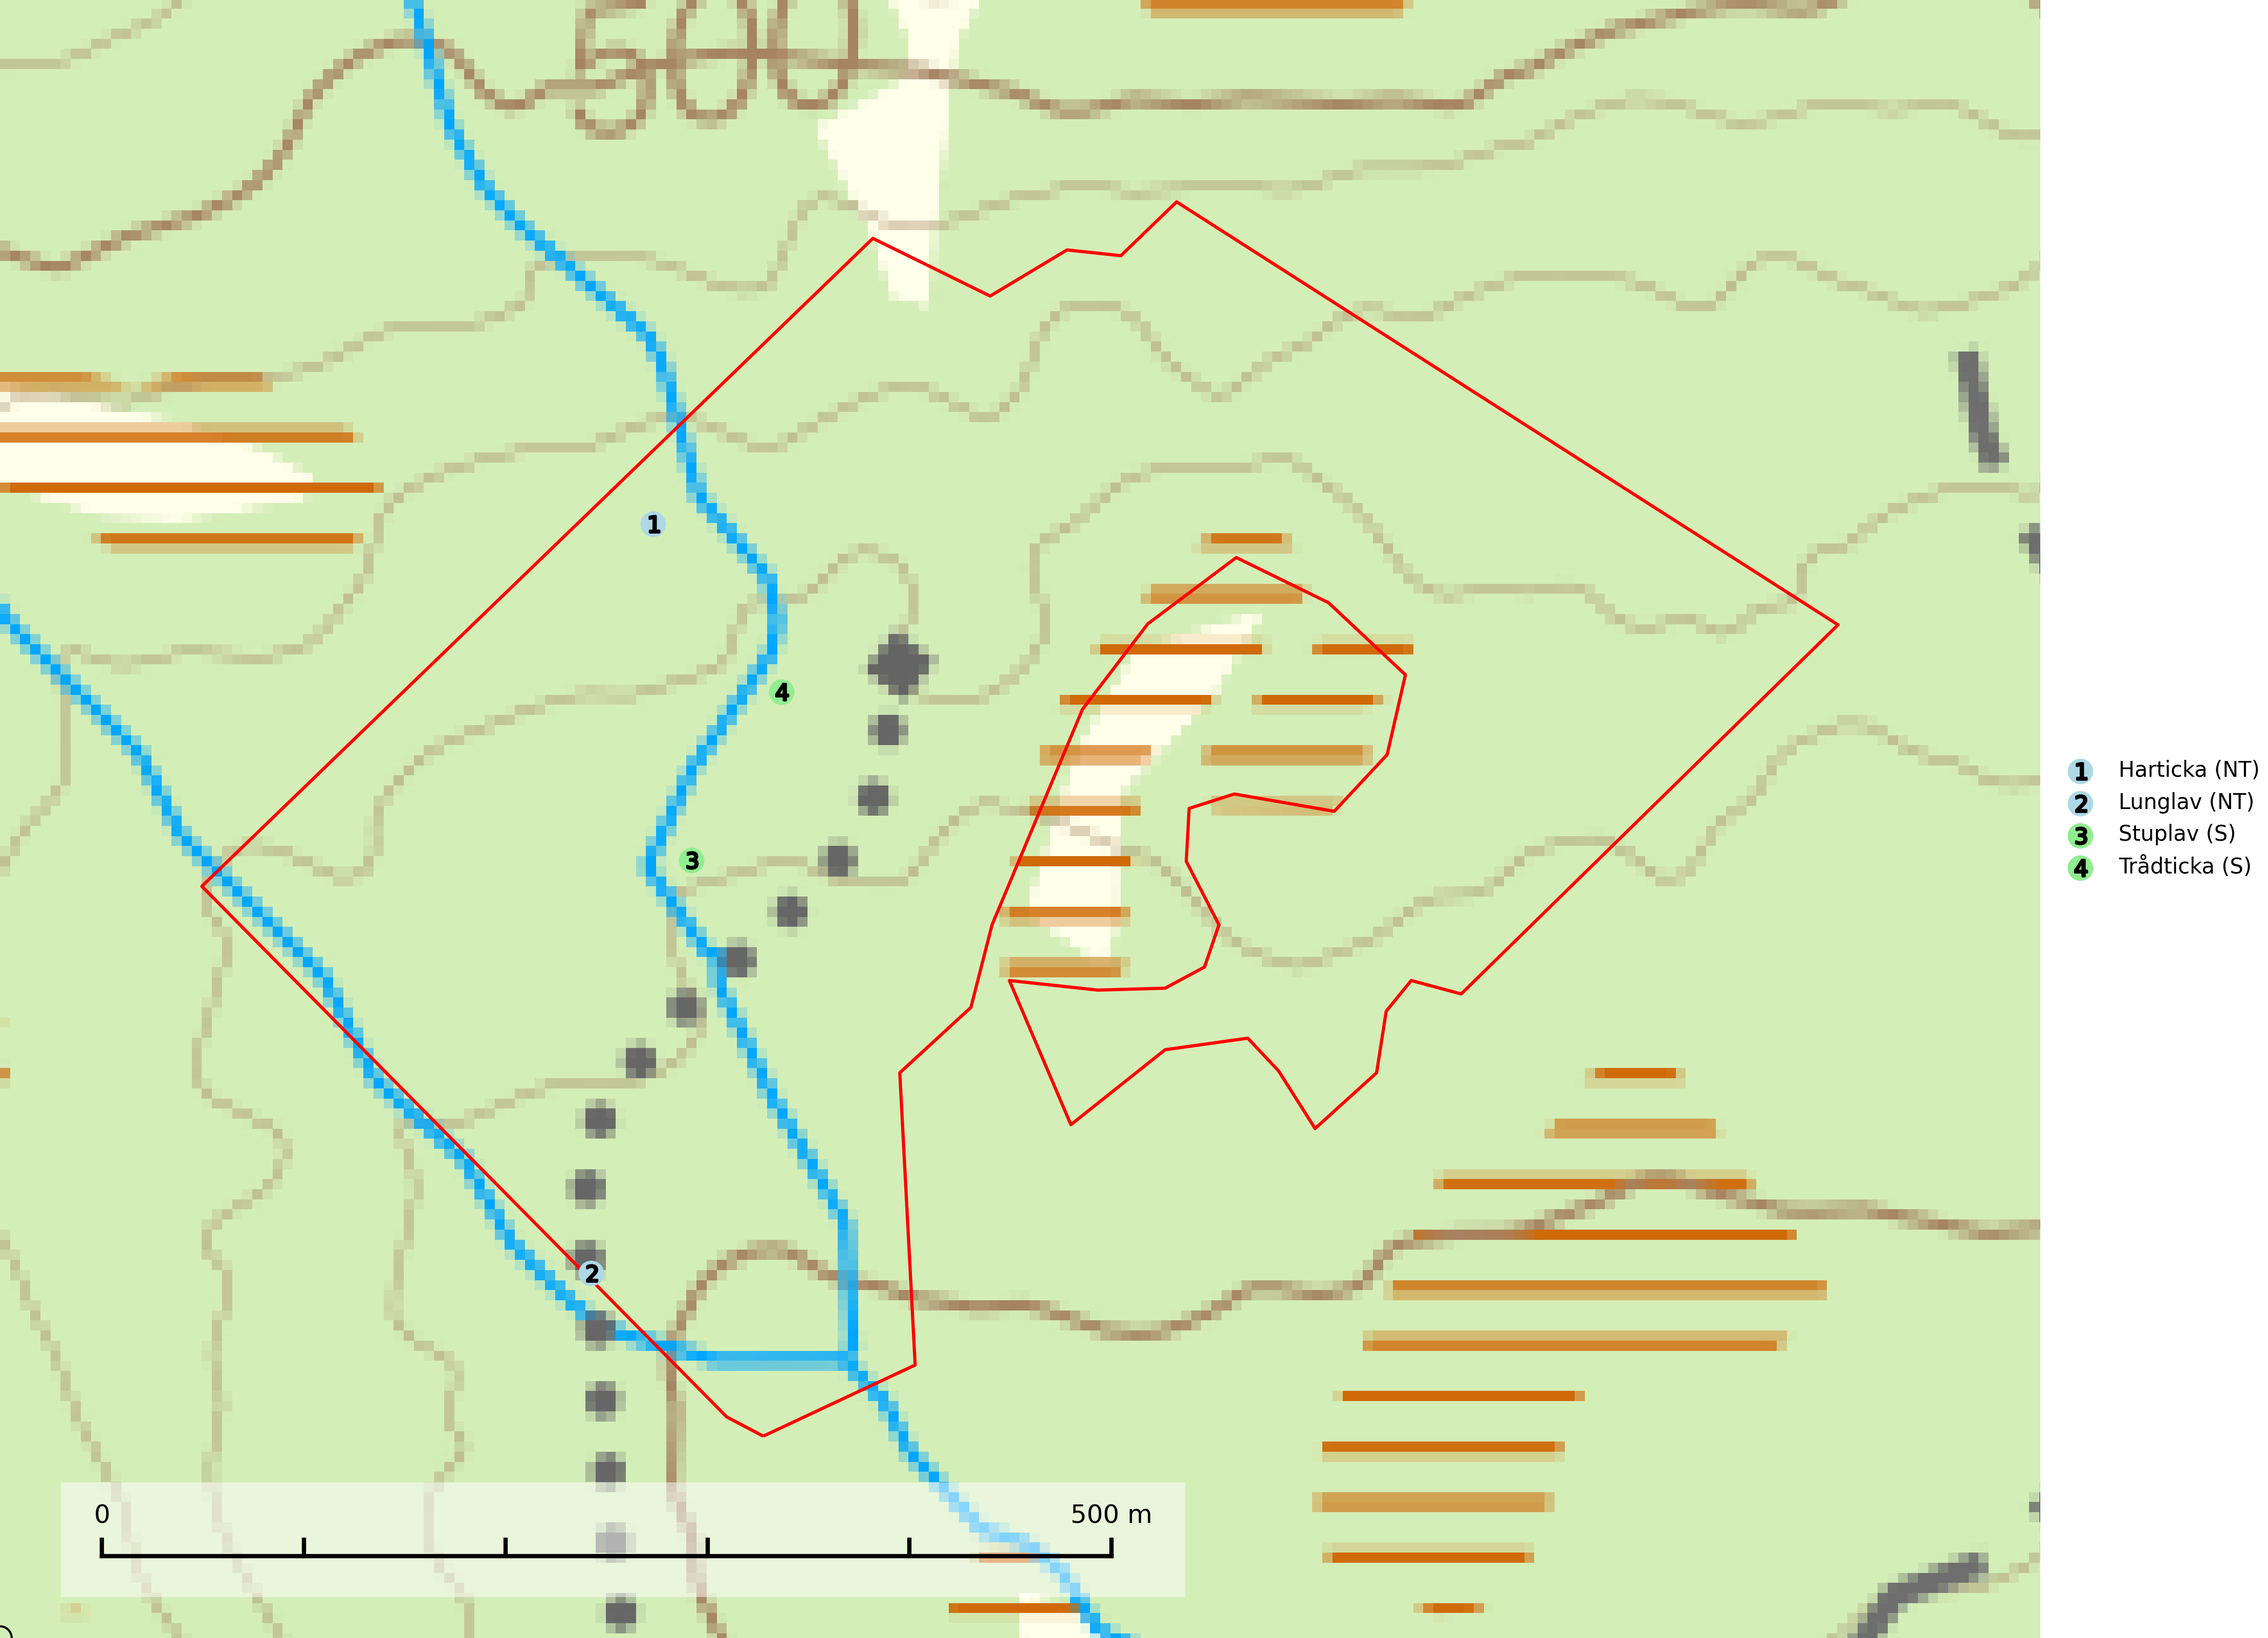 500
1
4
3
2
1 Harticka (NT)
2 Lunglav (NT)
3 Stuplav (S)
4 Trådticka (S)
0 500 m